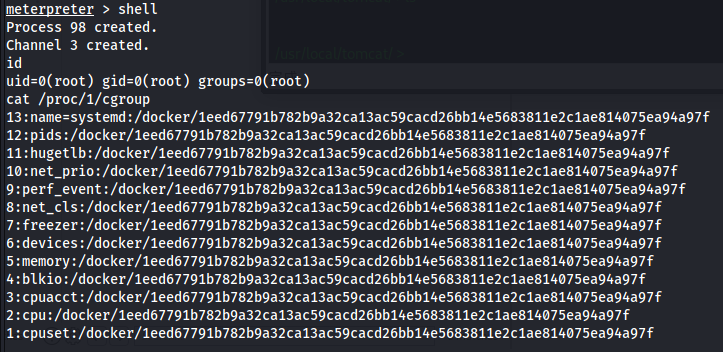 meterpreter > shell
Process 98 created.
Channel 3 created.
id
uid=0(root) gid=0(root) groups=0(root)
cat /proc/1/cgroup
13:name=systemd:/docker/1eed67791b782b9a32ca13ac59cacd26bb14e5683811e2c1ae814075ea94a97f
12:pids:/docker/1eed67791b782b9a32ca13ac59cacd26bb14e5683811e2c1ae814075ea94a97f
11:hugetlb:/docker/1eed67791b782b9a32ca13ac59cacd26bb14e5683811e2c1ae814075ea94a97f
10:net_prio:/docker/1eed67791b782b9a32ca13ac59cacd26bb14e5683811e2c1ae814075ea94a97f
9:perf_event:/docker/1eed67791b782b9a32ca13ac59cacd26bb14e5683811e2c1ae814075ea94a97f
8:net_cls:/docker/1eed67791b782b9a32ca13ac59cacd26bb14e5683811e2c1ae814075ea94a97f
7:freezer:/docker/1eed67791b782b9a32ca13ac59cacd26bb14e5683811e2c1ae814075ea94a97f
6:devices:/docker/1eed67791b782b9a32ca13ac59cacd26bb14e5683811e2c1ae814075ea94a97f
5:memory:/docker/1eed67791b782b9a32ca13ac59cacd26bb14e5683811e2c1ae814075ea94a97f
4:blkio:/docker/1eed67791b782b9a32ca13ac59cacd26bb14e5683811e2c1ae814075ea94a97f
3:cpuacct:/docker/1eed67791b782b9a32ca13ac59cacd26bb14e5683811e2c1ae814075ea94a97f
2:cpu:/docker/1eed67791b782b9a32ca13ac59cacd26bb14e5683811e2c1ae814075ea94a97f
1:cpuset:/docker/1eed67791b782b9a32ca13ac59cacd26bb14e5683811e2c1ae814075ea94a97f